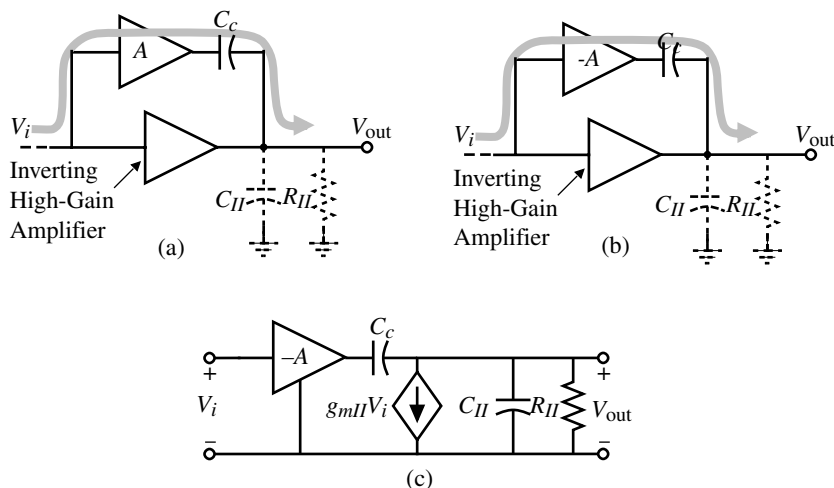 C_c
A
V_i
V_out
Inverting
High-Gain
Amplifier
C_II
R_II
(a)
C_c
-A
V_i
V_out
Inverting
High-Gain
Amplifier
C_II
R_II
(b)
C_c
–A
+
V_i
–
g_mII V_i
C_II
R_II
+
V_out
–
(c)